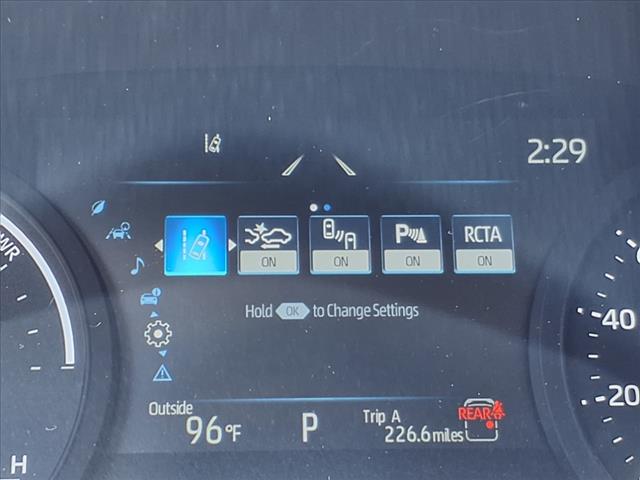 2:29
PWR
RCTA
ON ON ON ON
P
Hold OK to Change Settings
40
20
Outside
96°F
P
Trip A
226.6 miles
REAR
H